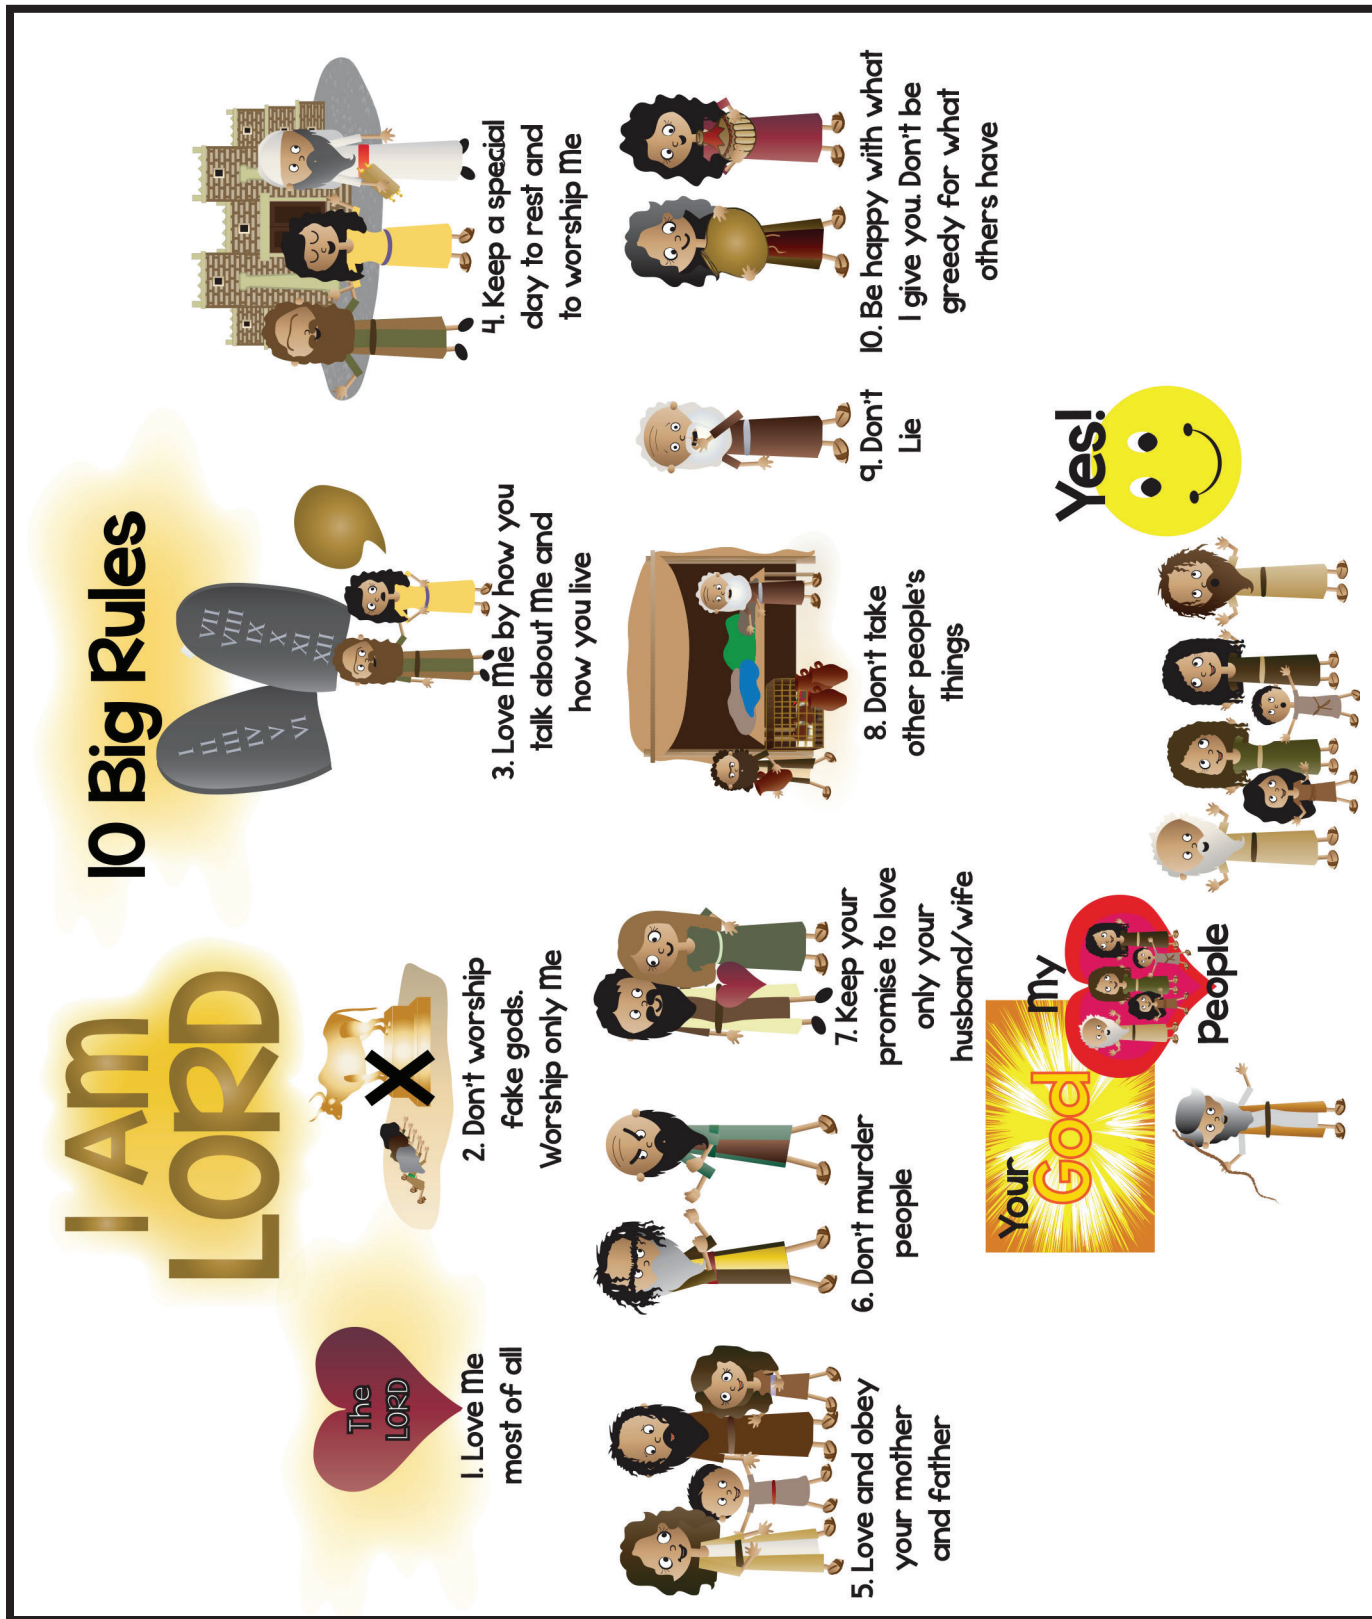 I Am
LORD
10 Big Rules
I
II
III
IV
V
VI
VII
VIII
IX
X
XI
XII
The
LORD
1. Love Me
most of all
2. Don't worship
fake gods.
Worship only Me
3. Love Me by how you
talk about Me and
how you live
4. Keep a special
day to rest and
to worship Me
5. Love and obey
your mother
and father
6. Don't murder
people
7. Keep your
promise to love
only your
husband/wife
8. Don't take
other people's
things
9. Don't
Lie
10. Be happy with what
I give you. Don't be
greedy for what
others have
Your
God
My
people
Yes!